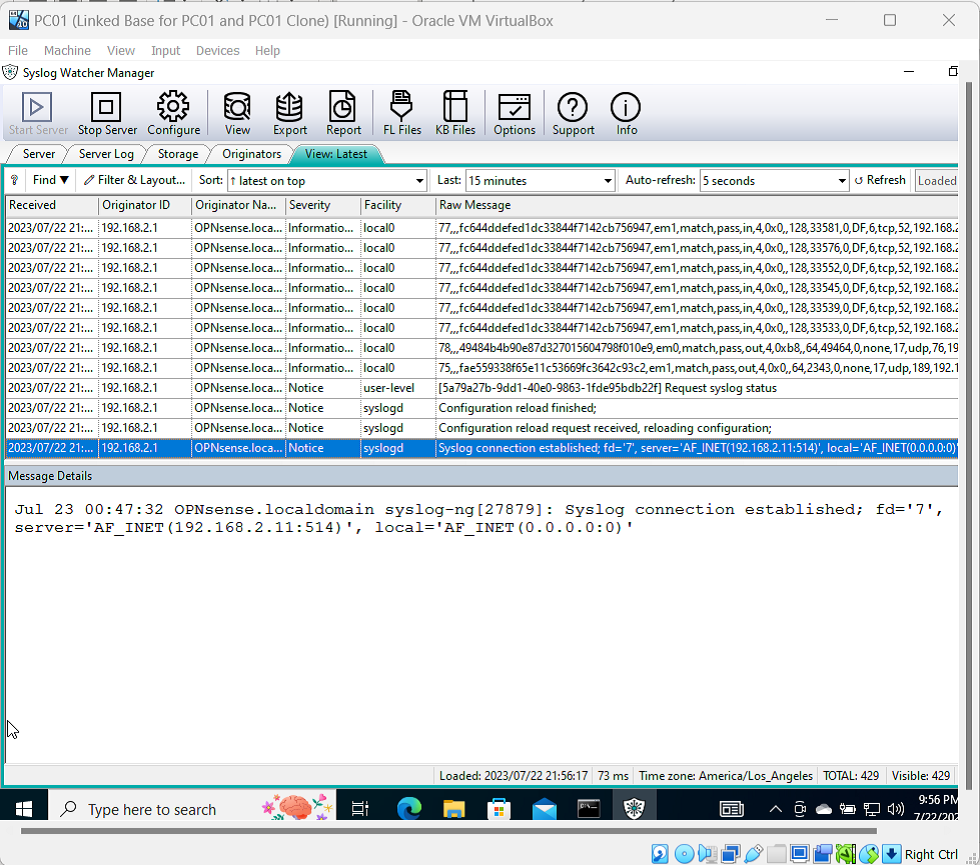 PC01 (Linked Base for PC01 and PC01 Clone) [Running] - Oracle VM VirtualBox
File Machine View Input Devices Help
Syslog Watcher Manager
Start Server Stop Server Configure View Export Report FL Files KB Files Options Support Info
Server Server Log Storage Originators View: Latest
? Find ▼ Filter & Layout... Sort: ↑ latest on top Last: 15 minutes Auto-refresh: 5 seconds ↺ Refresh Loaded
Received Originator ID Originator Na... Severity Facility Raw Message
2023/07/22 21:... 192.168.2.1 OPNsense.loca... Informatio... local0 77,,,fc644ddefed1dc33844f7142cb756947,em1,match,pass,in,4,0x0,,128,33581,0,DF,6,tcp,52,192.168.2
2023/07/22 21:... 192.168.2.1 OPNsense.loca... Informatio... local0 77,,,fc644ddefed1dc33844f7142cb756947,em1,match,pass,in,4,0x0,,128,33576,0,DF,6,tcp,52,192.168.2
2023/07/22 21:... 192.168.2.1 OPNsense.loca... Informatio... local0 77,,,fc644ddefed1dc33844f7142cb756947,em1,match,pass,in,4,0x0,,128,33552,0,DF,6,tcp,52,192.168.2
2023/07/22 21:... 192.168.2.1 OPNsense.loca... Informatio... local0 77,,,fc644ddefed1dc33844f7142cb756947,em1,match,pass,in,4,0x0,,128,33545,0,DF,6,tcp,52,192.168.2
2023/07/22 21:... 192.168.2.1 OPNsense.loca... Informatio... local0 77,,,fc644ddefed1dc33844f7142cb756947,em1,match,pass,in,4,0x0,,128,33539,0,DF,6,tcp,52,192.168.2
2023/07/22 21:... 192.168.2.1 OPNsense.loca... Informatio... local0 77,,,fc644ddefed1dc33844f7142cb756947,em1,match,pass,in,4,0x0,,128,33533,0,DF,6,tcp,52,192.168.2
2023/07/22 21:... 192.168.2.1 OPNsense.loca... Informatio... local0 78,,,49484b4b90e87d327015604798f010e9,em0,match,pass,out,4,0xb8,,64,49464,0,none,17,udp,76,19
2023/07/22 21:... 192.168.2.1 OPNsense.loca... Informatio... local0 75,,,fae559338f65e11c53669fc3642c93c2,em1,match,pass,out,4,0x0,,64,2343,0,none,17,udp,189,192.1
2023/07/22 21:... 192.168.2.1 OPNsense.loca... Notice user-level [5a79a27b-9dd1-40e0-9863-1fde95bdb22f] Request syslog status
2023/07/22 21:... 192.168.2.1 OPNsense.loca... Notice syslogd Configuration reload finished;
2023/07/22 21:... 192.168.2.1 OPNsense.loca... Notice syslogd Configuration reload request received, reloading configuration;
2023/07/22 21:... 192.168.2.1 OPNsense.loca... Notice syslogd Syslog connection established; fd='7', server='AF_INET(192.168.2.11:514)', local='AF_INET(0.0.0.0:0)'
Message Details
Jul 23 00:47:32 OPNsense.localdomain syslog-ng[27879]: Syslog connection established; fd='7',
server='AF_INET(192.168.2.11:514)', local='AF_INET(0.0.0.0:0)'
Loaded: 2023/07/22 21:56:17 73 ms Time zone: America/Los_Angeles TOTAL: 429 Visible: 429
Type here to search
9:56 PM
7/22/202
Right Ctrl